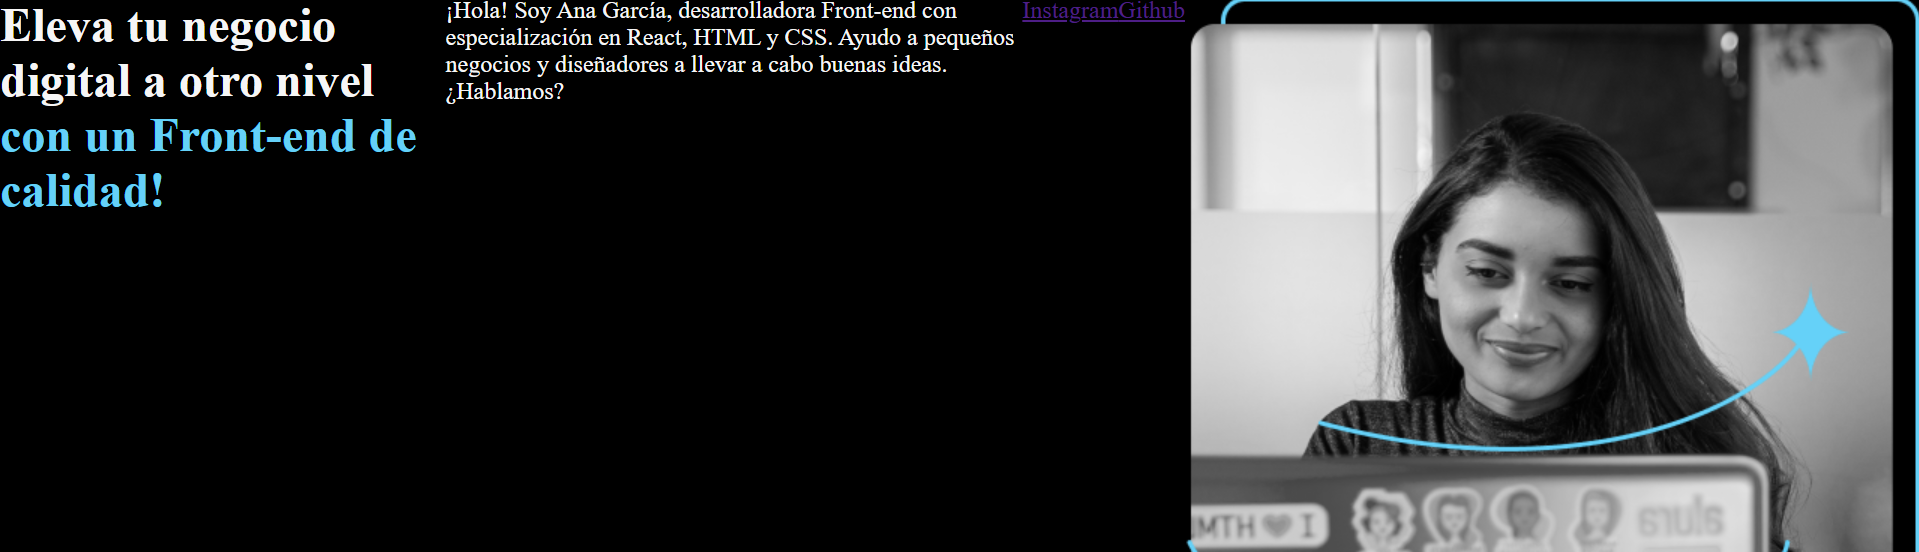 Eleva tu negocio
digital a otro nivel
con un Front-end de
calidad!
¡Hola! Soy Ana García, desarrolladora Front-end con
especialización en React, HTML y CSS. Ayudo a pequeños
negocios y diseñadores a llevar a cabo buenas ideas.
¿Hablamos?
InstagramGithub
MTH ♥ I
alura